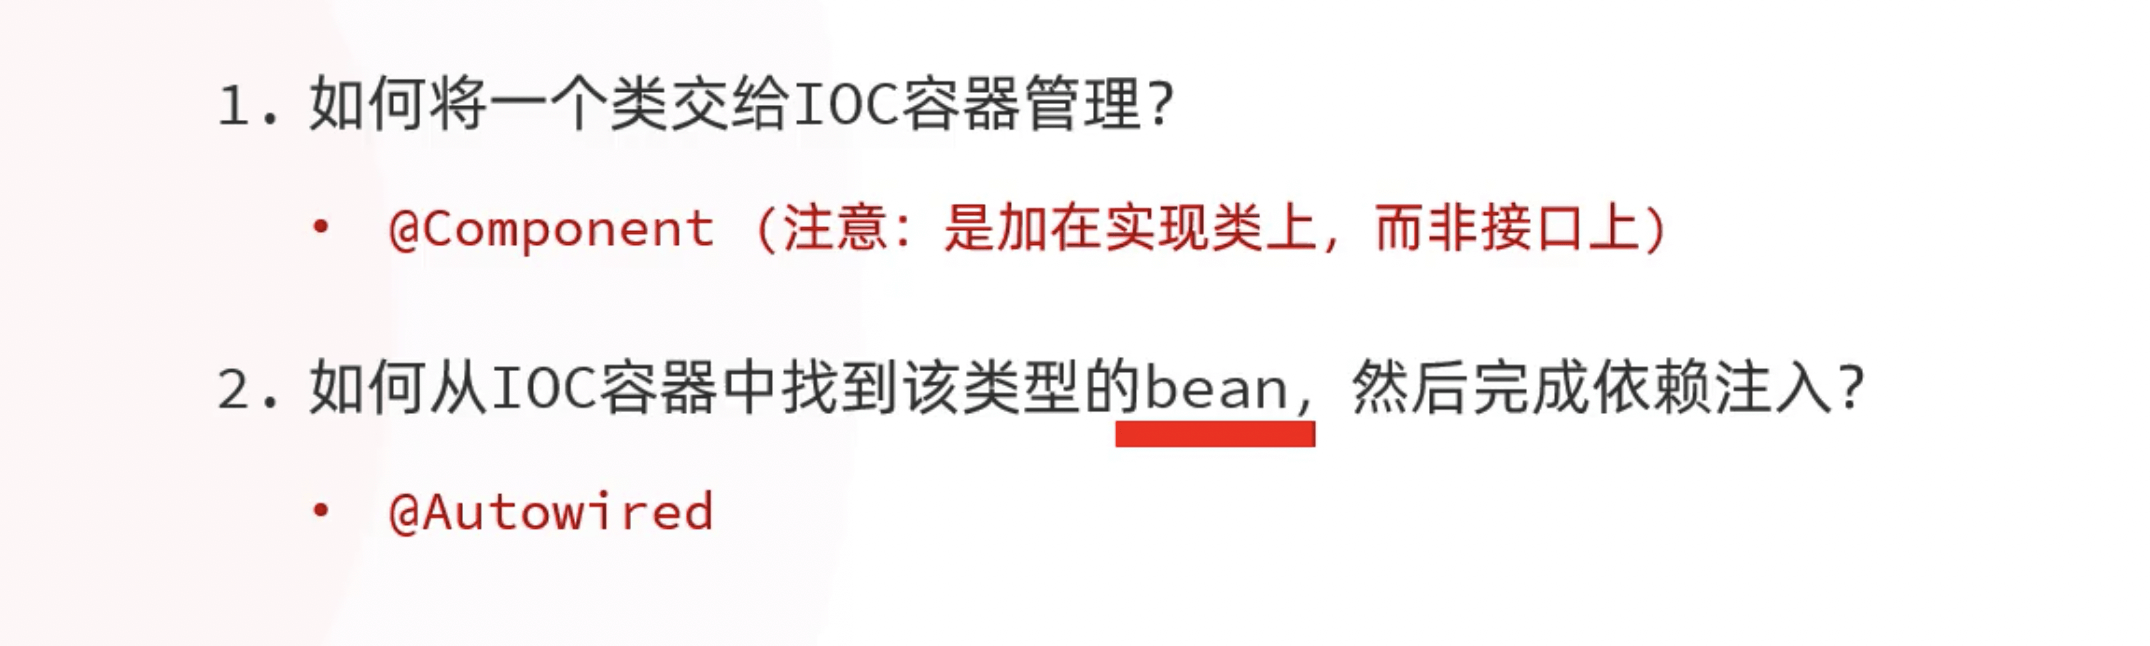 1. 如何将一个类交给IOC容器管理？
• @Component (注意：是加在实现类上，而非接口上)
2. 如何从IOC容器中找到该类型的bean，然后完成依赖注入？
• @Autowired